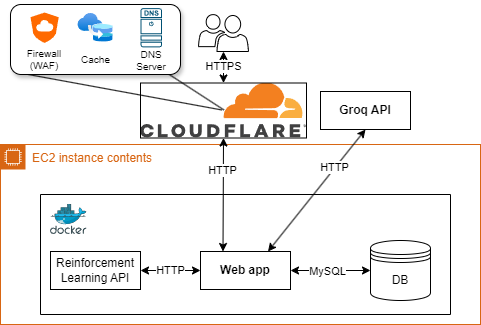 Firewall
(WAF)
Cache
DNS
DNS
Server
HTTPS
CLOUDFLARE
Groq API
EC2 instance contents
HTTP
HTTP
docker
Reinforcement
Learning API
HTTP
Web app
MySQL
DB